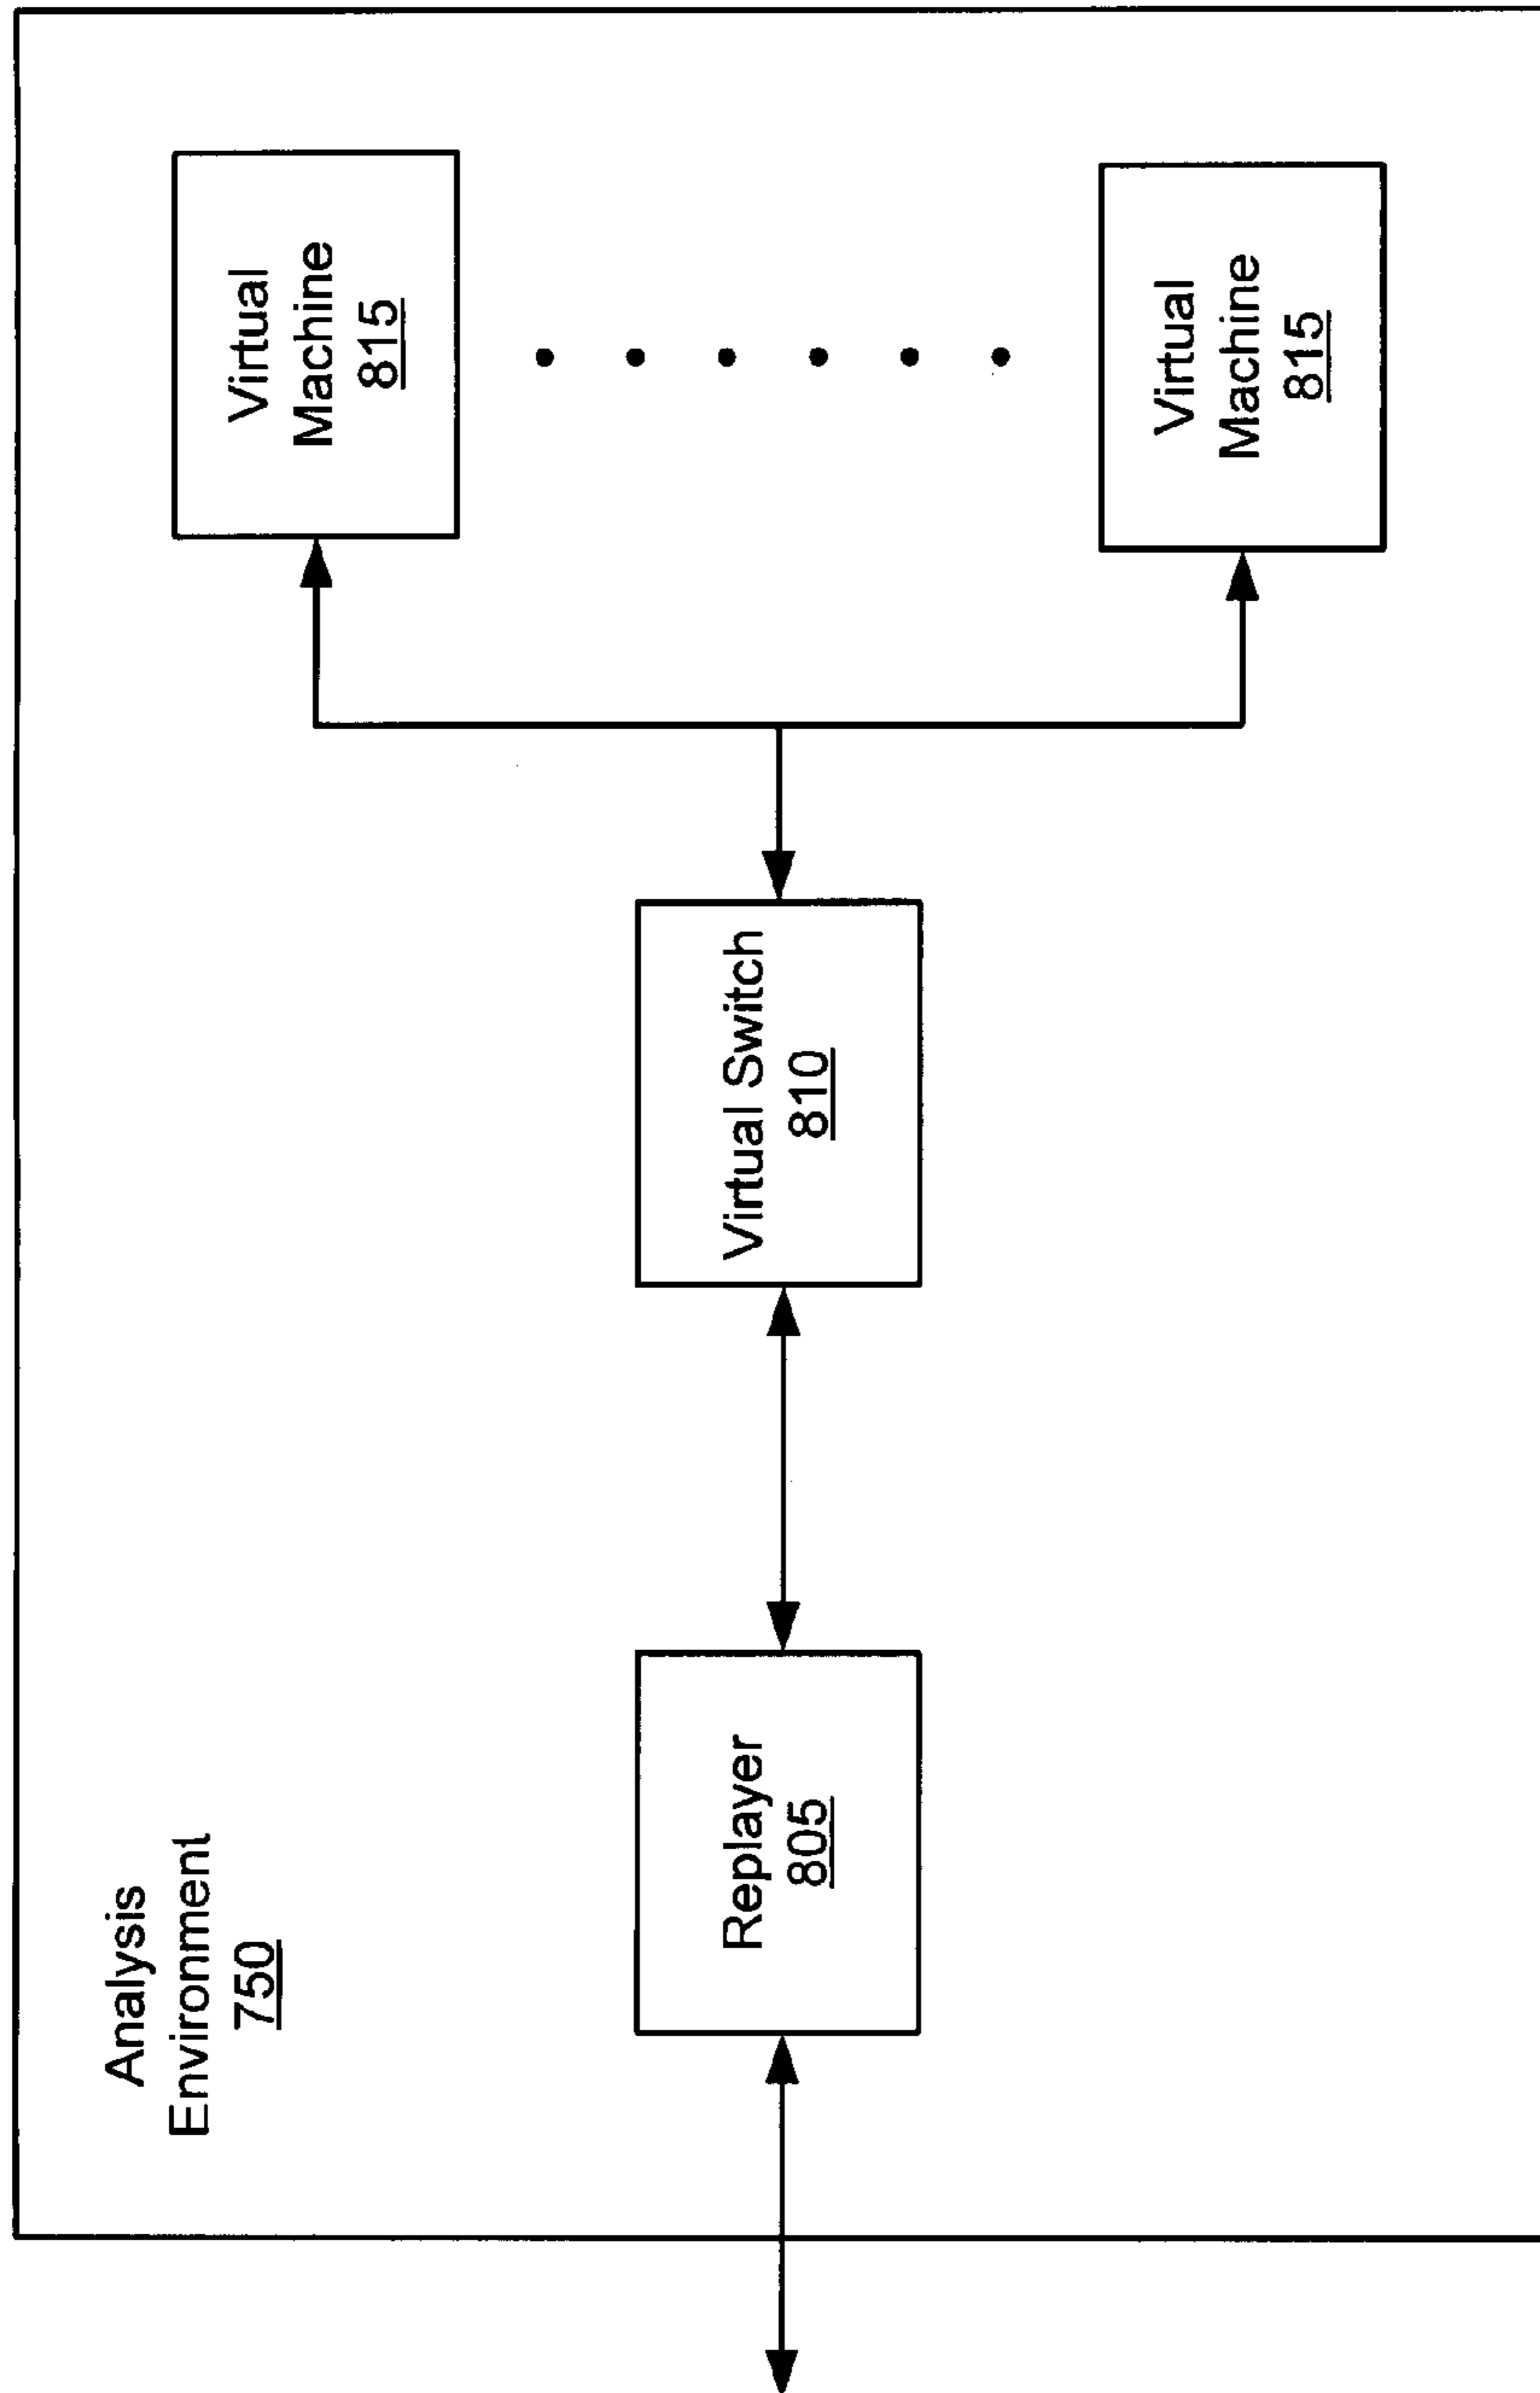 Analysis
Environment
750
Replayer
805
Virtual Switch
810
Virtual
Machine
815
Virtual
Machine
815